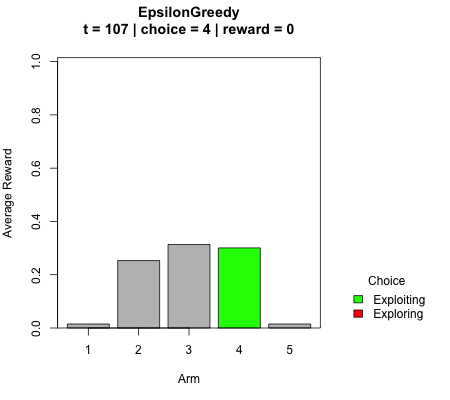 EpsilonGreedy
t = 107 | choice = 4 | reward = 0
1.0
0.8
0.6
0.4
0.2
0.0
Average Reward
1 2 3 4 5
Arm
Choice
Exploiting
Exploring